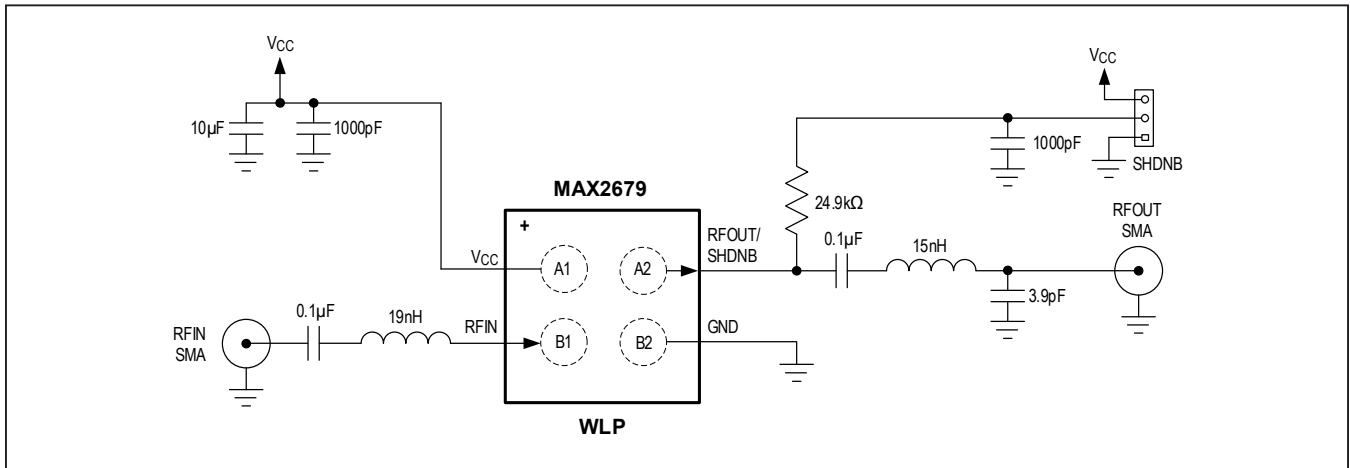 VCC
10µF
1000pF
VCC
1000pF
SHDNB
MAX2679
24.9kΩ
RFOUT
SMA
+
RFOUT/
SHDNB
0.1µF
15nH
VCC
A1
A2
3.9pF
0.1µF
19nH
RFIN
GND
RFIN
SMA
B1
B2
WLP